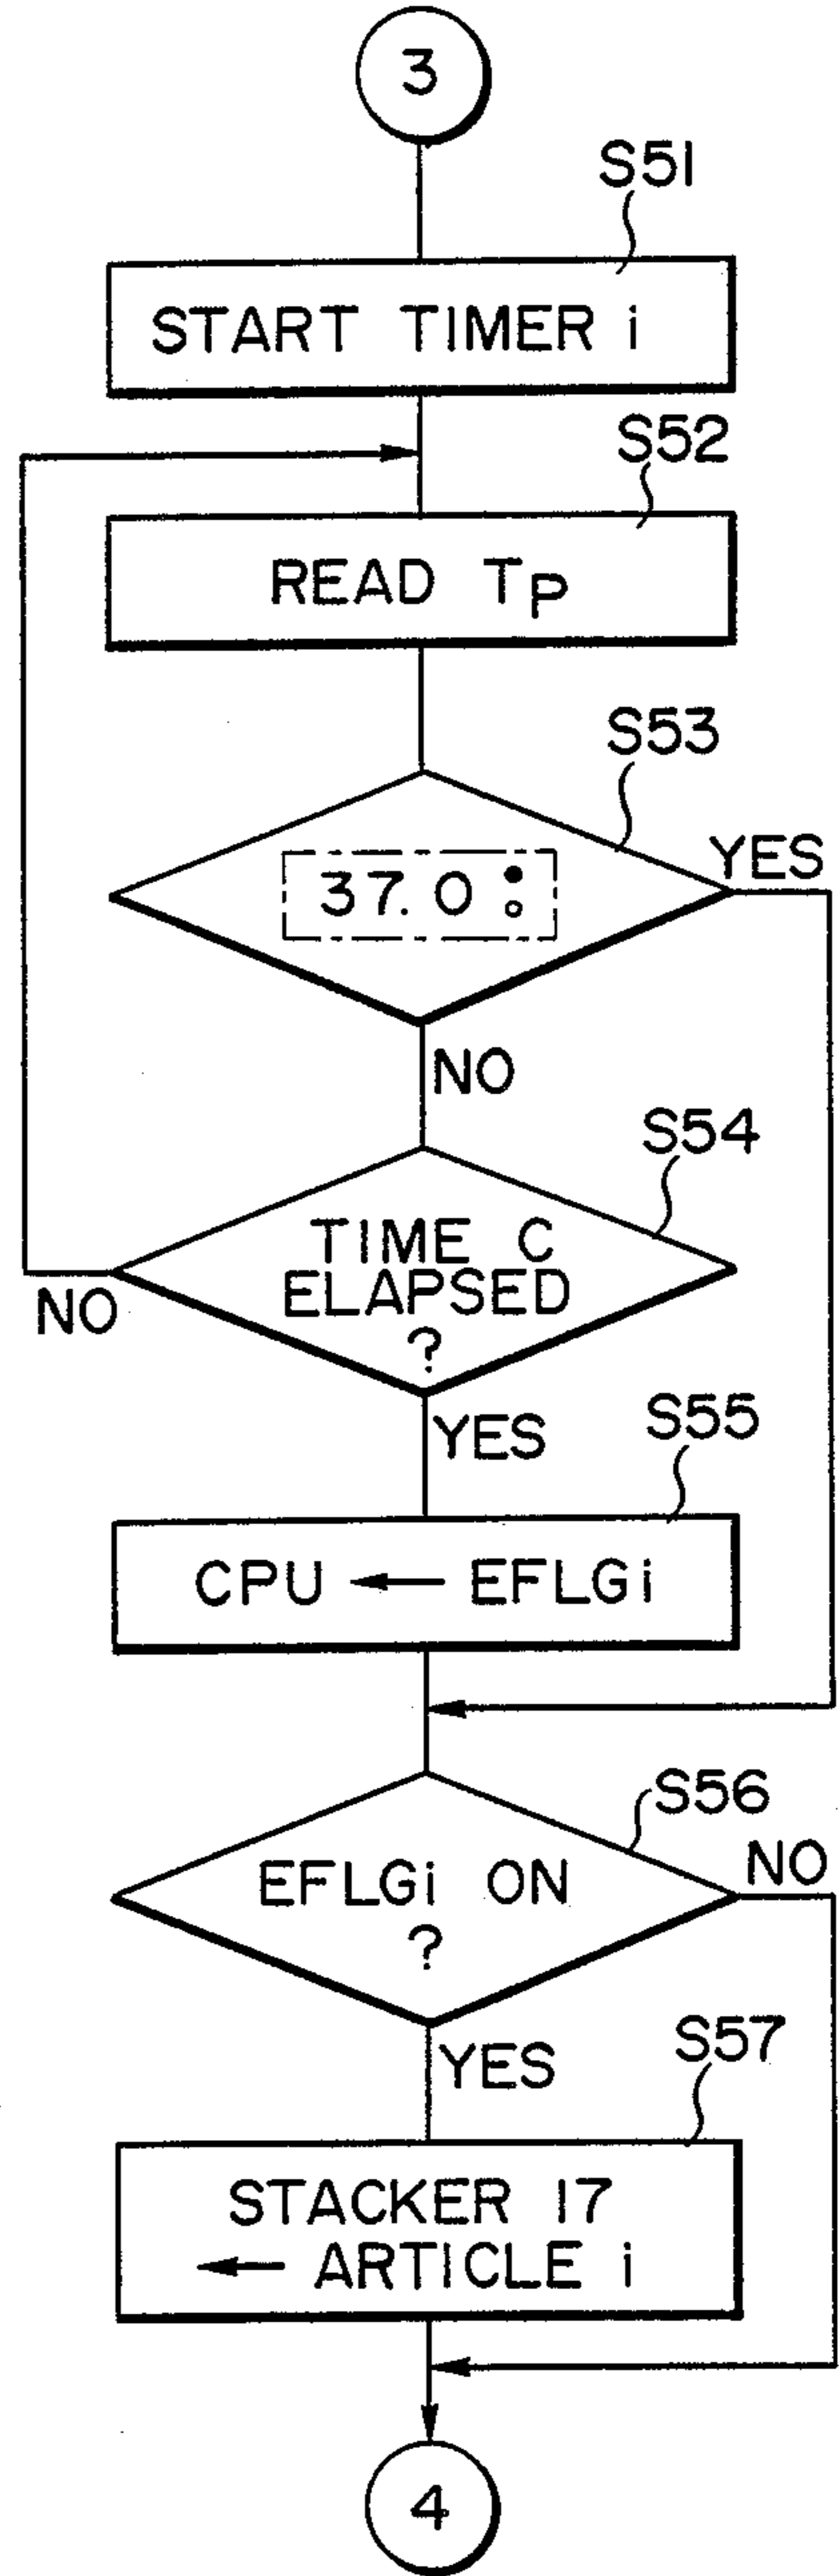 3
S51
START TIMER i
S52
READ TP
S53
37.0
YES
NO
S54
TIME C
ELAPSED
?
NO
YES
S55
CPU ← EFLGi
S56
EFLGi ON
?
NO
YES
S57
STACKER 17
← ARTICLE i
4